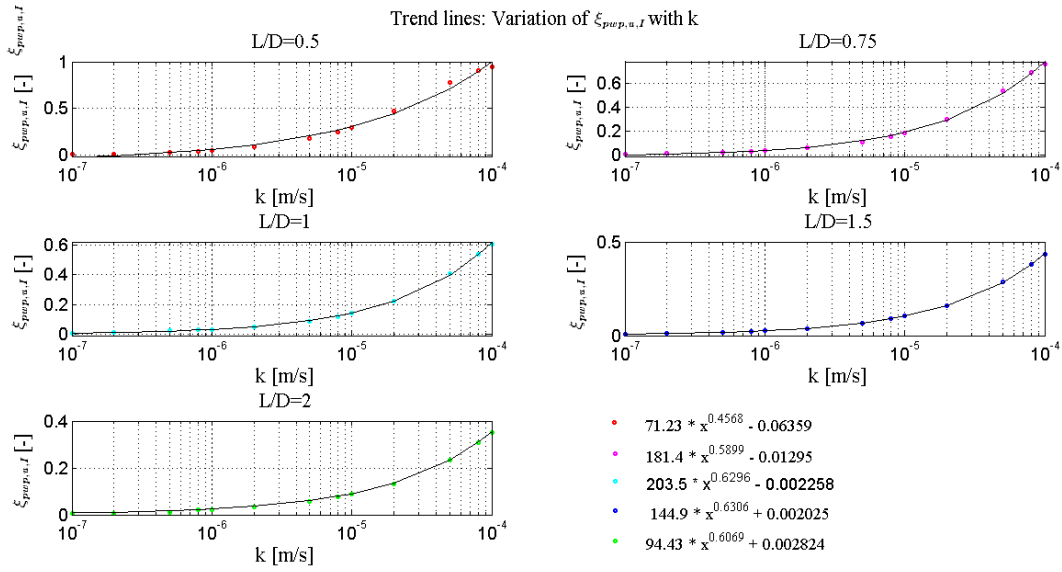 Trend lines: Variation of ξpwp,u,I with k
ξpwp,u,I
L/D=0.5
ξpwp,u,I [-]
1
0.5
0
10^-7
10^-6
10^-5
10^-4
k [m/s]
L/D=0.75
ξpwp,u,I [-]
0.6
0.4
0.2
0
10^-7
10^-6
10^-5
10^-4
k [m/s]
L/D=1
ξpwp,u,I [-]
0.6
0.4
0.2
0
10^-7
10^-6
10^-5
10^-4
k [m/s]
L/D=1.5
ξpwp,u,I [-]
0.5
0
10^-7
10^-6
10^-5
10^-4
k [m/s]
L/D=2
ξpwp,u,I [-]
0.4
0.2
0
10^-7
10^-6
10^-5
10^-4
k [m/s]
71.23 * x^0.4568 - 0.06359
181.4 * x^0.5899 - 0.01295
203.5 * x^0.6296 - 0.002258
144.9 * x^0.6306 + 0.002025
94.43 * x^0.6069 + 0.002824